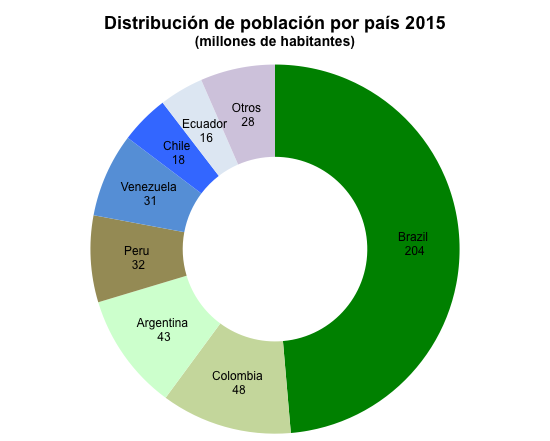 Distribución de población por país 2015
(millones de habitantes)
Otros
28
Ecuador
16
Chile
18
Venezuela
31
Brazil
204
Peru
32
Argentina
43
Colombia
48